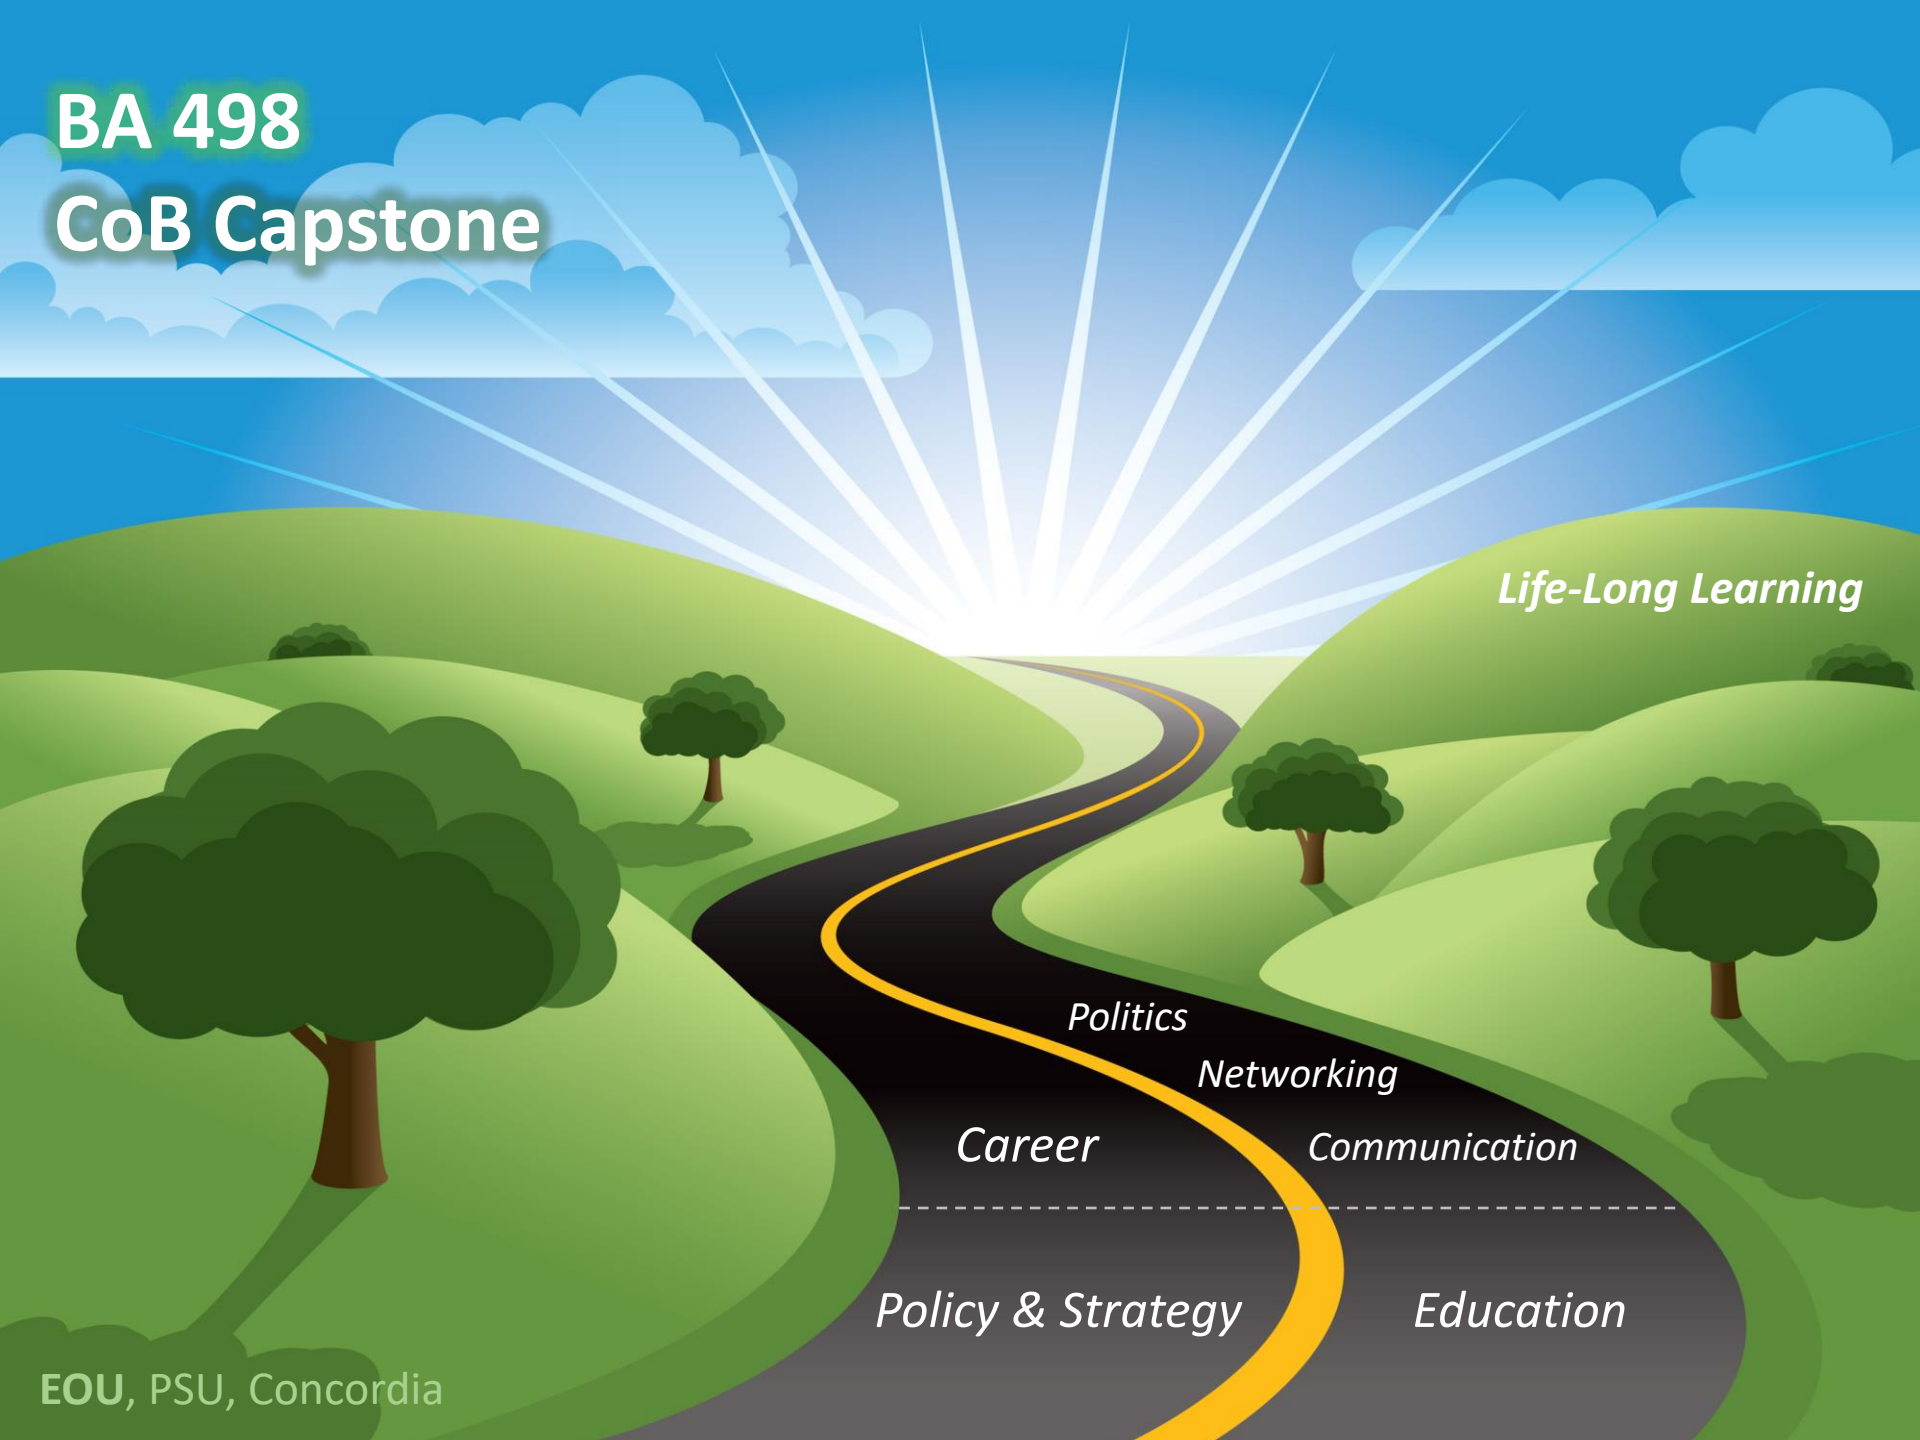 BA 498
CoB Capstone
Life-Long Learning
Politics
Networking
Career
Communication
Policy & Strategy
Education
EOU, PSU, Concordia